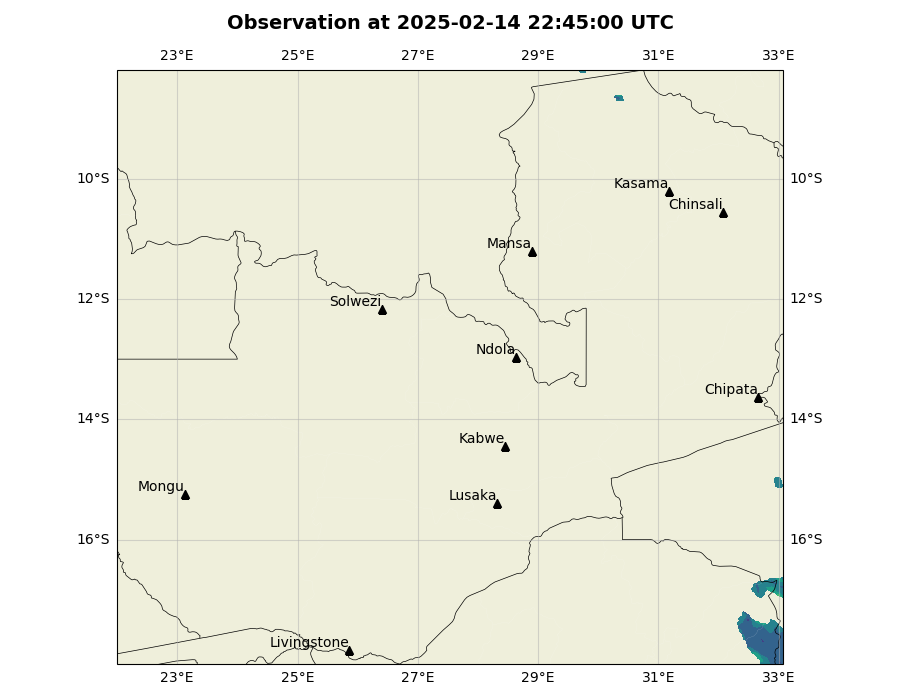 Observation at 2025-02-14 22:45:00 UTC
23°E 25°E 27°E 29°E 31°E 33°E
10°S 10°S
Kasama
Chinsali
Mansa
12°S 12°S
Solwezi
Ndola
Chipata
14°S 14°S
Kabwe
Mongu
Lusaka
16°S 16°S
Livingstone
23°E 25°E 27°E 29°E 31°E 33°E